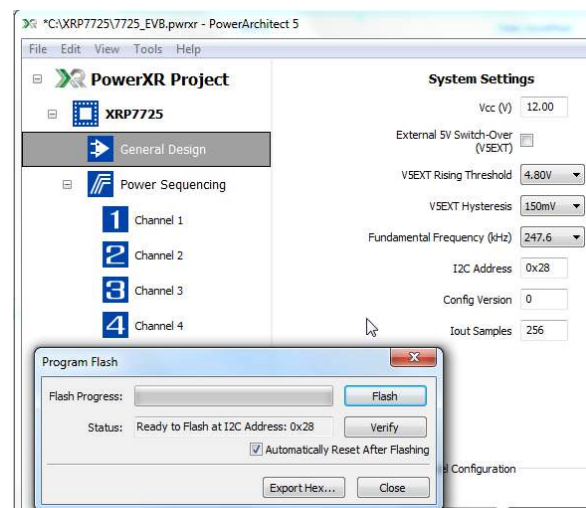 *C:\XRP7725\7725_EVB.pwrxr - PowerArchitect 5
File Edit View Tools Help
PowerXR Project
XRP7725
General Design
Power Sequencing
1 Channel 1
2 Channel 2
3 Channel 3
4 Channel 4
System Settings
Vcc (V) 12.00
External 5V Switch-Over
(V5EXT)
V5EXT Rising Threshold 4.80V
V5EXT Hysteresis 150mV
Fundamental Frequency (kHz) 247.6
I2C Address 0x28
Config Version 0
Iout Samples 256
Program Flash
Flash Progress: Flash
Status: Ready to Flash at I2C Address: 0x28 Verify
Automatically Reset After Flashing
Export Hex... Close
Configuration